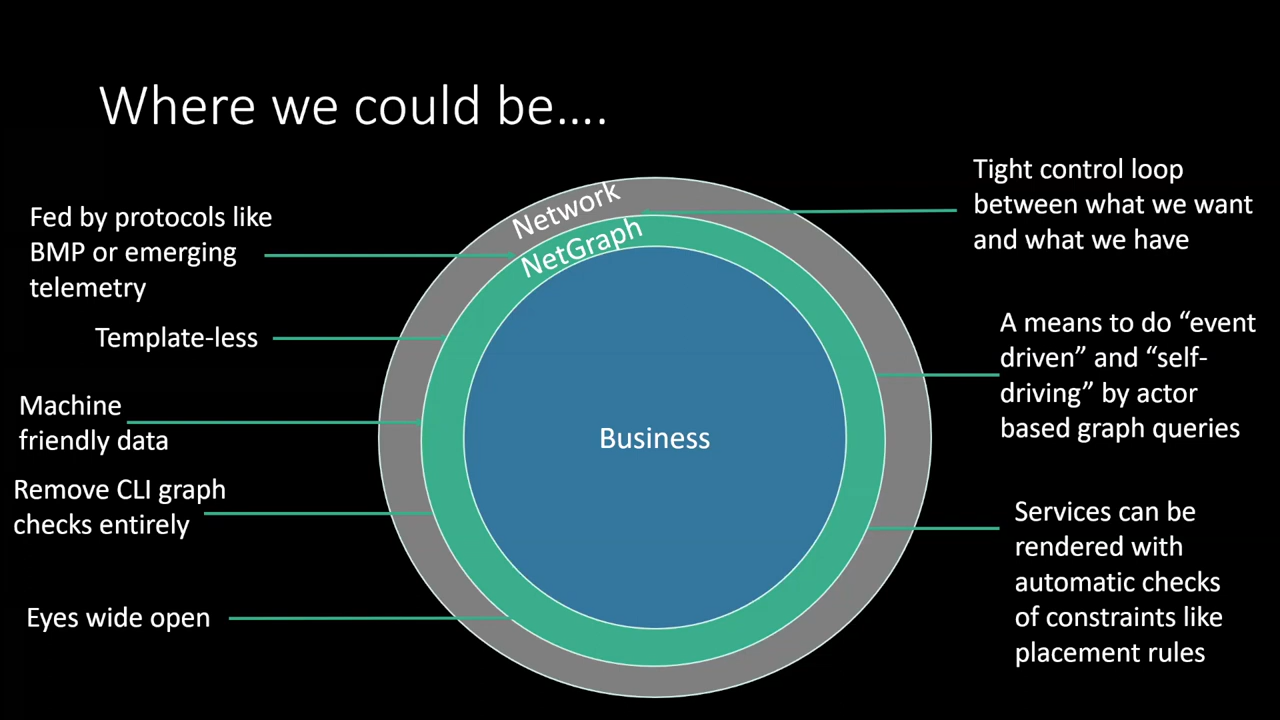 Where we could be....
Fed by protocols like
BMP or emerging
telemetry
Template-less
Machine
friendly data
Remove CLI graph
checks entirely
Eyes wide open
Network
NetGraph
Business
Tight control loop
between what we want
and what we have
A means to do “event
driven” and “self-
driving” by actor
based graph queries
Services can be
rendered with
automatic checks
of constraints like
placement rules